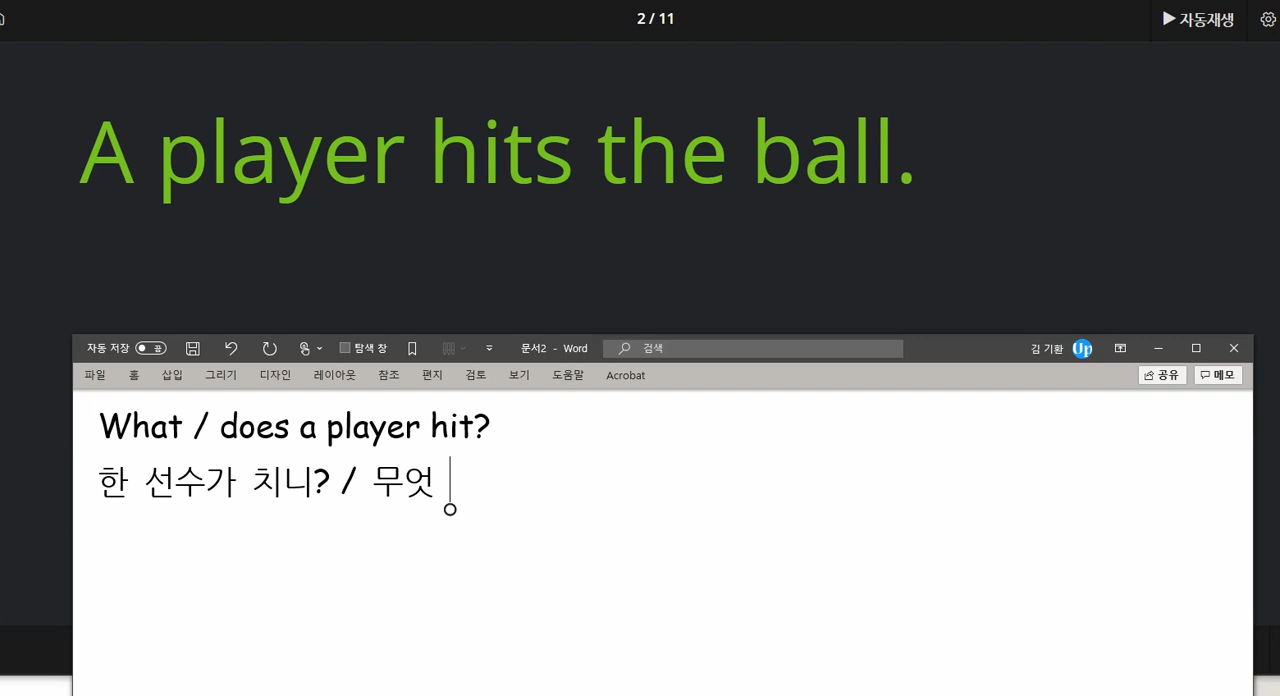 2 / 11
▶ 자동재생
A player hits the ball.
자동 저장 끔 탐색 창 문서2 - Word 검색 김 기환 Up
파일 홈 삽입 그리기 디자인 레이아웃 참조 편지 검토 보기 도움말 Acrobat 공유 메모
What / does a player hit?
한 선수가 치니? / 무엇